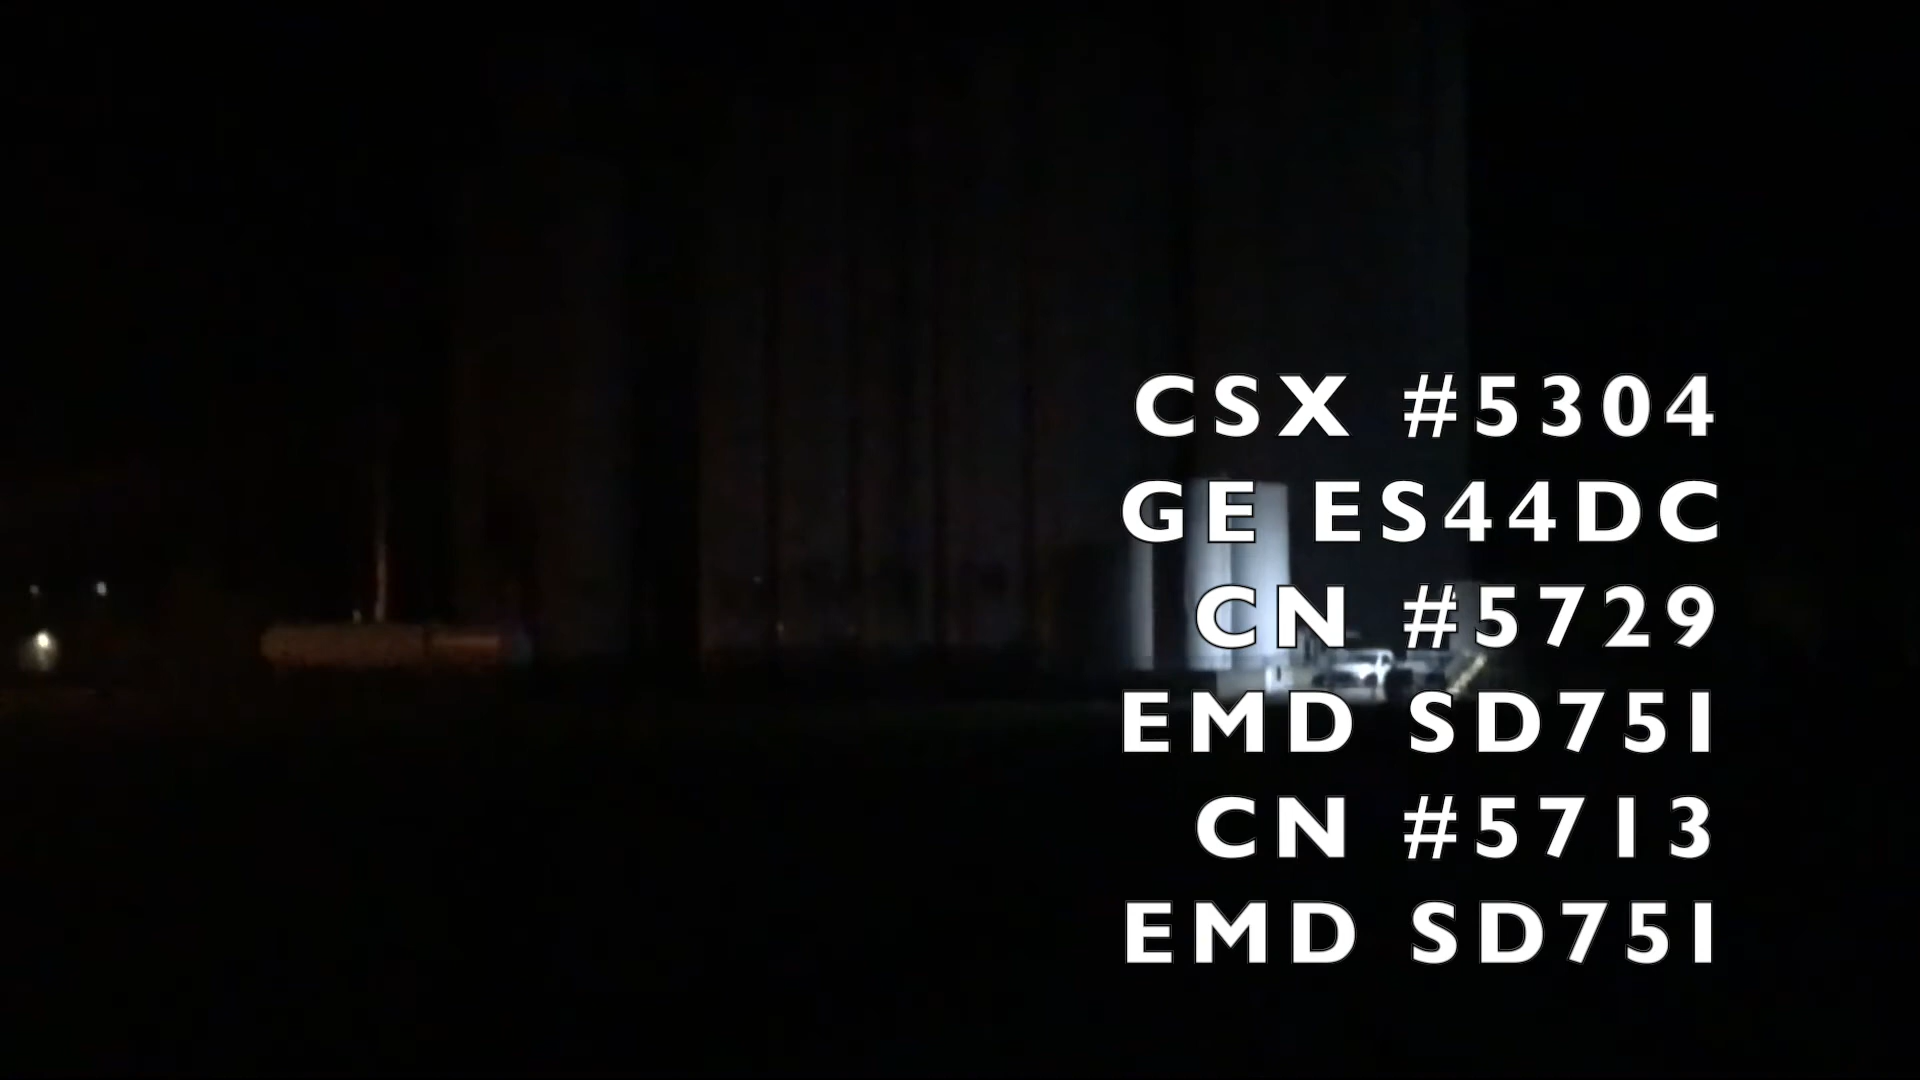 CSX #5304
GE ES44DC
CN #5729
EMD SD75I
CN #5713
EMD SD75I